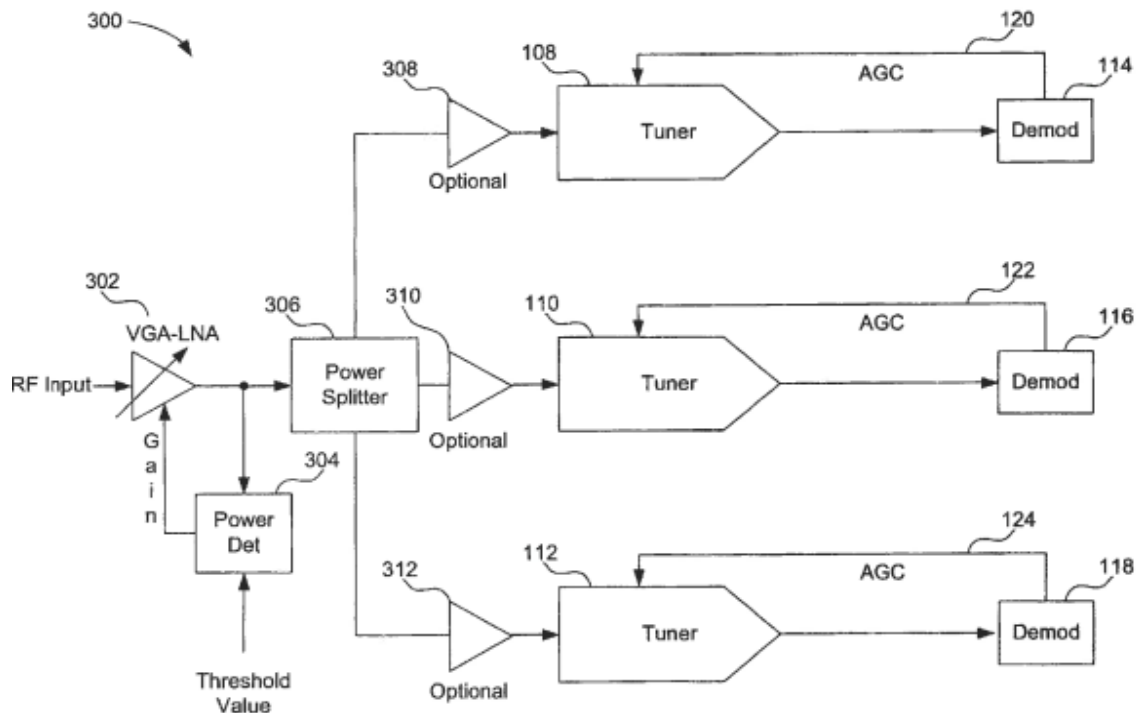 300
120
108
AGC
114
308
Tuner
Demod
Optional
122
302
310
110
AGC
116
VGA-LNA
306
RF Input
Power
Splitter
Tuner
Demod
Optional
Gain
304
Power
Det
124
312
112
AGC
118
Tuner
Demod
Optional
Threshold
Value